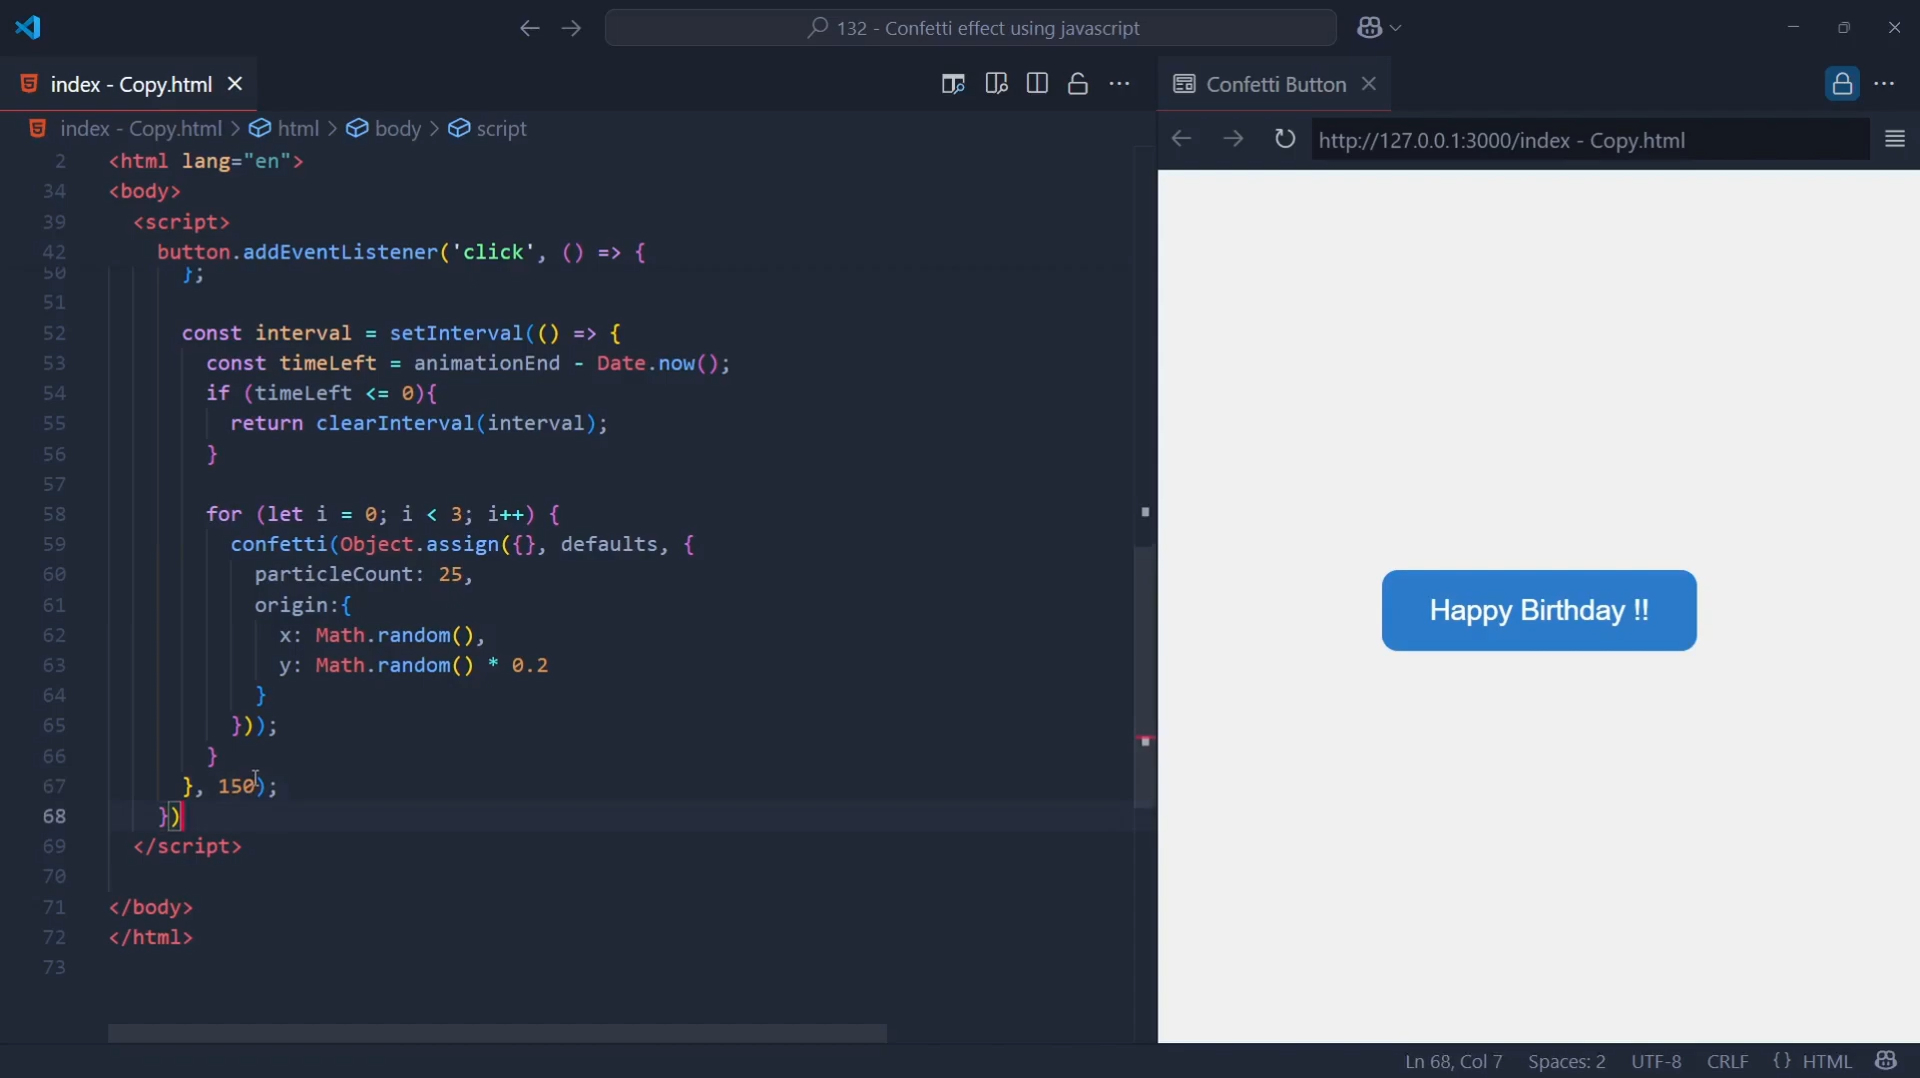 132 - Confetti effect using javascript
index - Copy.html
Confetti Button
index - Copy.html > html > body > script
http://127.0.0.1:3000/index - Copy.html
2 <html lang="en">
34 <body>
39 <script>
42 button.addEventListener('click', () => {
50 };
51
52 const interval = setInterval(() => {
53 const timeLeft = animationEnd - Date.now();
54 if (timeLeft <= 0){
55 return clearInterval(interval);
56 }
57
58 for (let i = 0; i < 3; i++) {
59 confetti(Object.assign({}, defaults, {
60 particleCount: 25,
61 origin:{
62 x: Math.random(),
63 y: Math.random() * 0.2
64 }
65 }));
66 }
67 }, 150);
68 })
69 </script>
70
71 </body>
72 </html>
73
Happy Birthday !!
Ln 68, Col 7 Spaces: 2 UTF-8 CRLF {} HTML